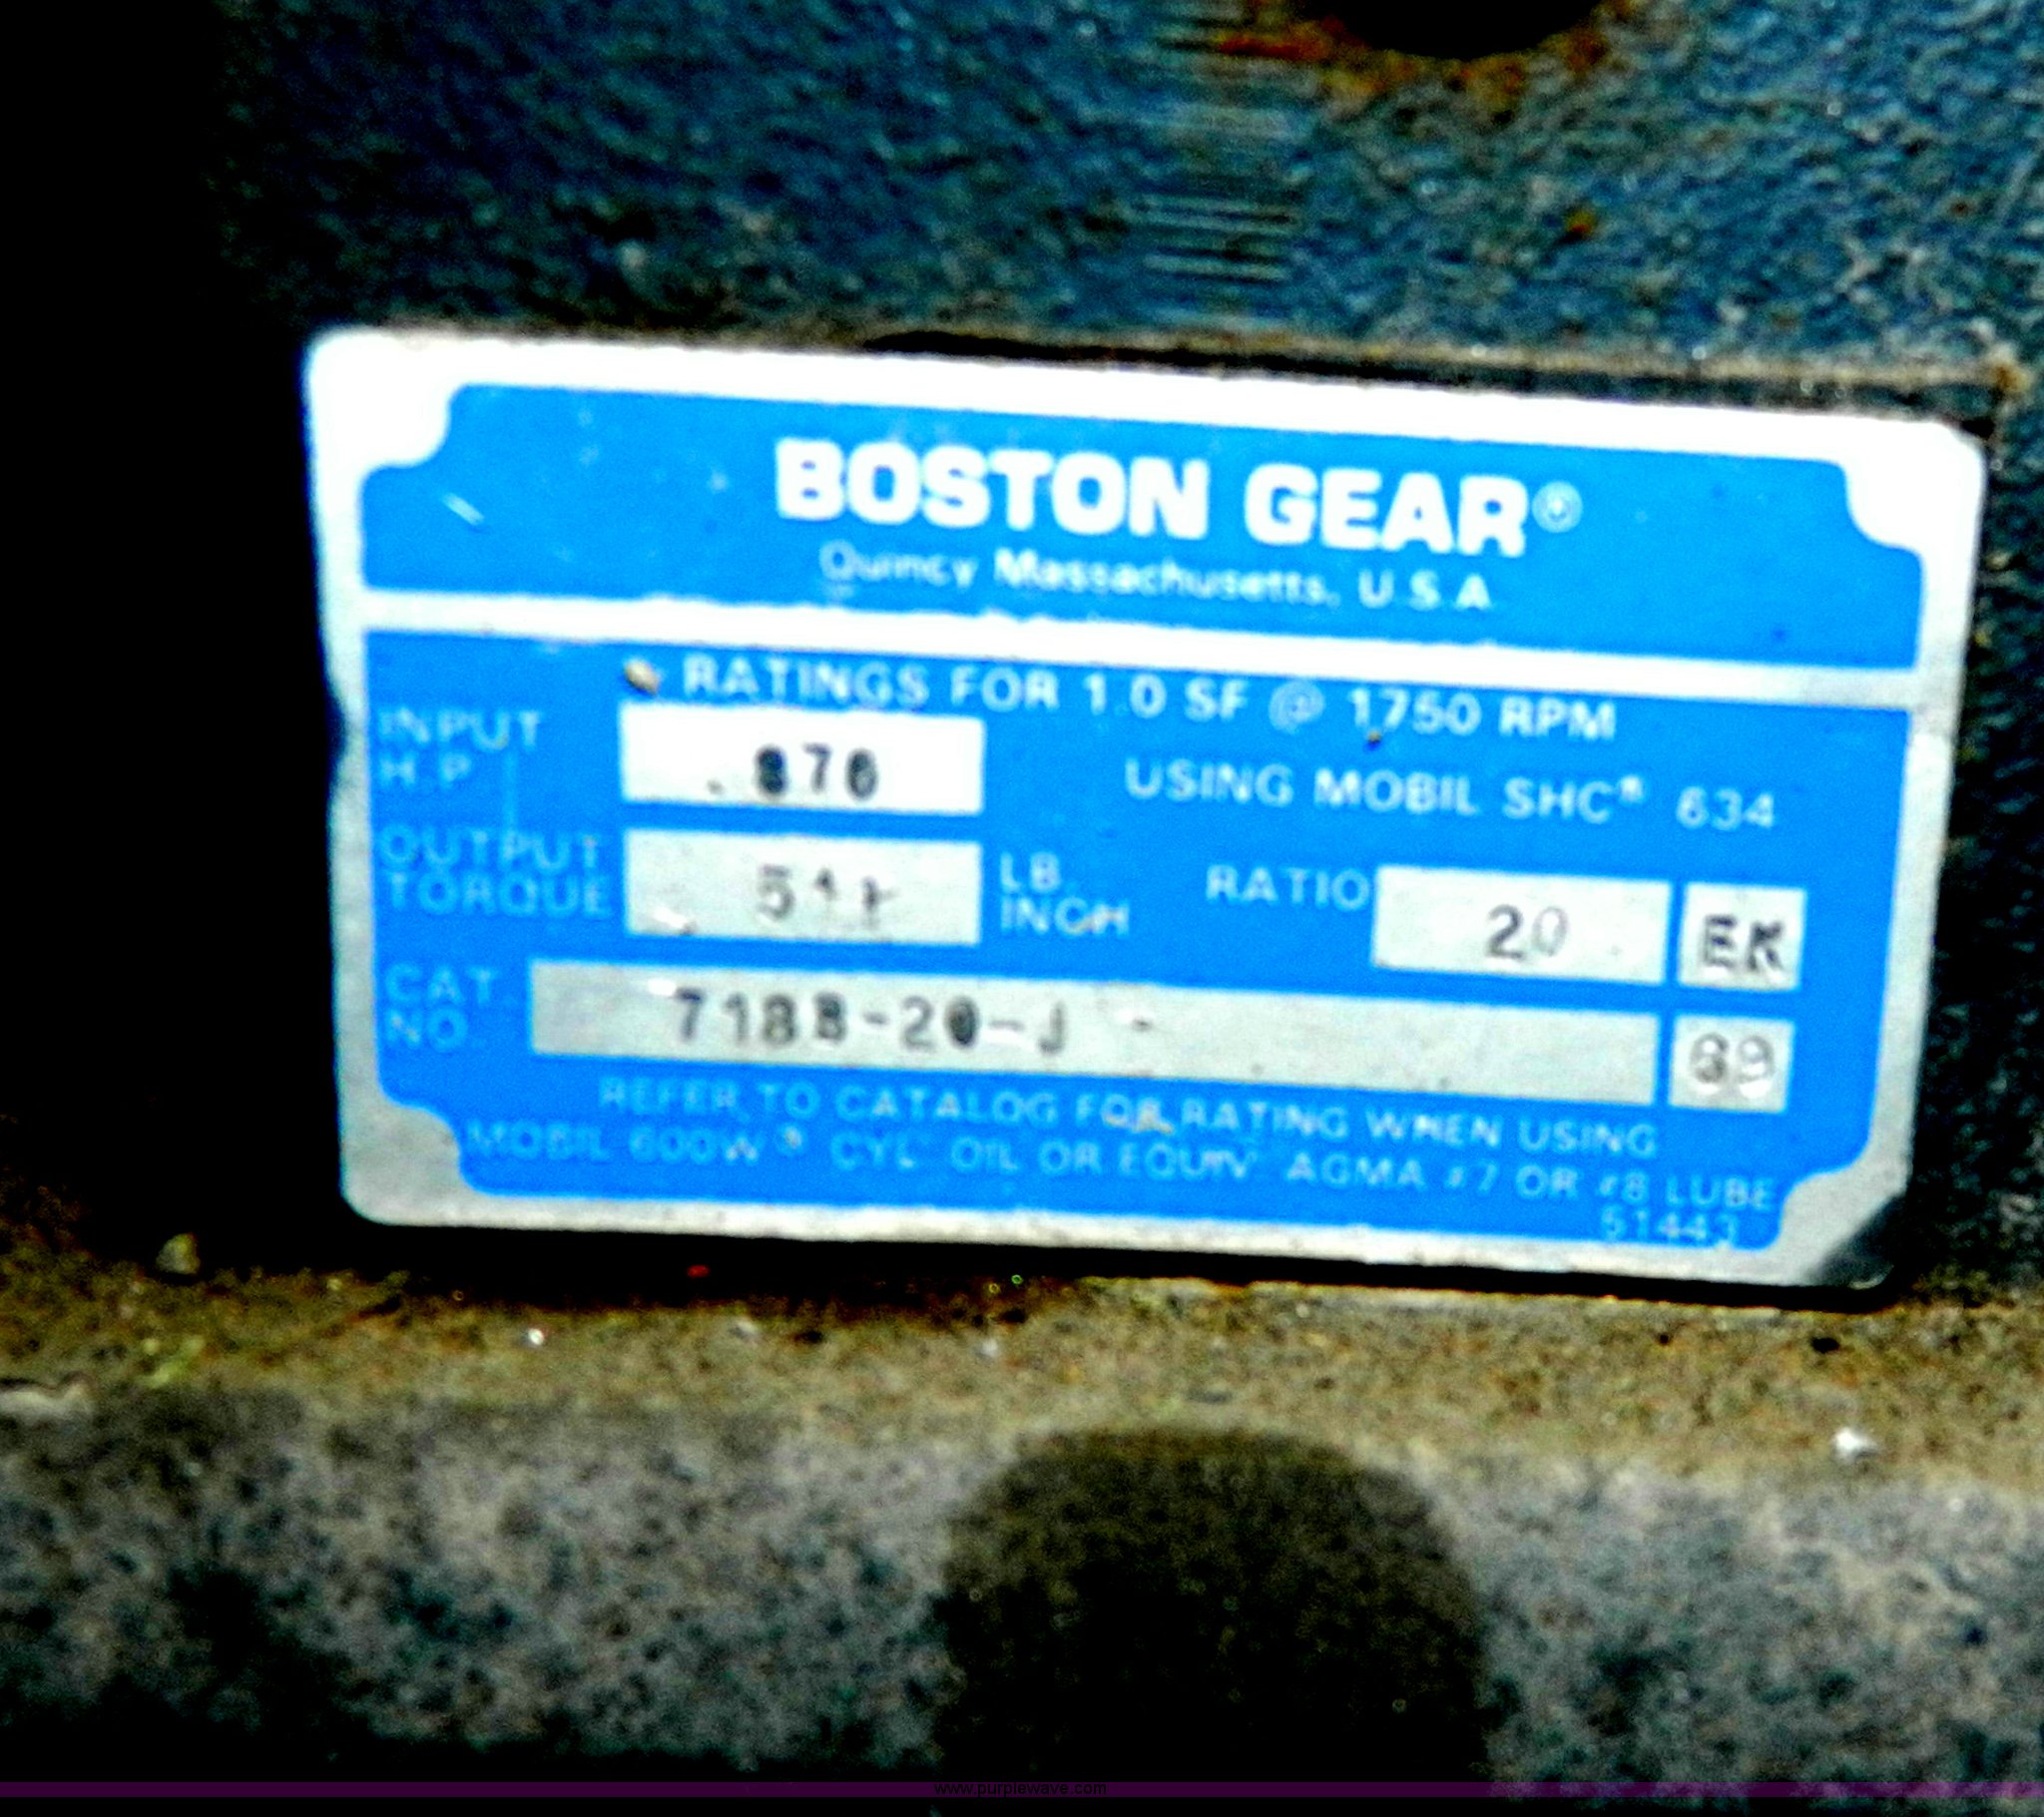 BOSTON GEAR®
Quincy Massachusetts, U.S.A
RATINGS FOR 1.0 SF @ 1750 RPM
INPUT H.P.
USING MOBIL SHC® 634
OUTPUT TORQUE LB. INCH RATIO 20 EK
CAT. NO. 718B-20-J - 69
REFER TO CATALOG FOR RATING WHEN USING
MOBIL 600W® CYL OIL OR EQUIV. AGMA #7 OR #8 LUBE
51443
www.purplewave.com